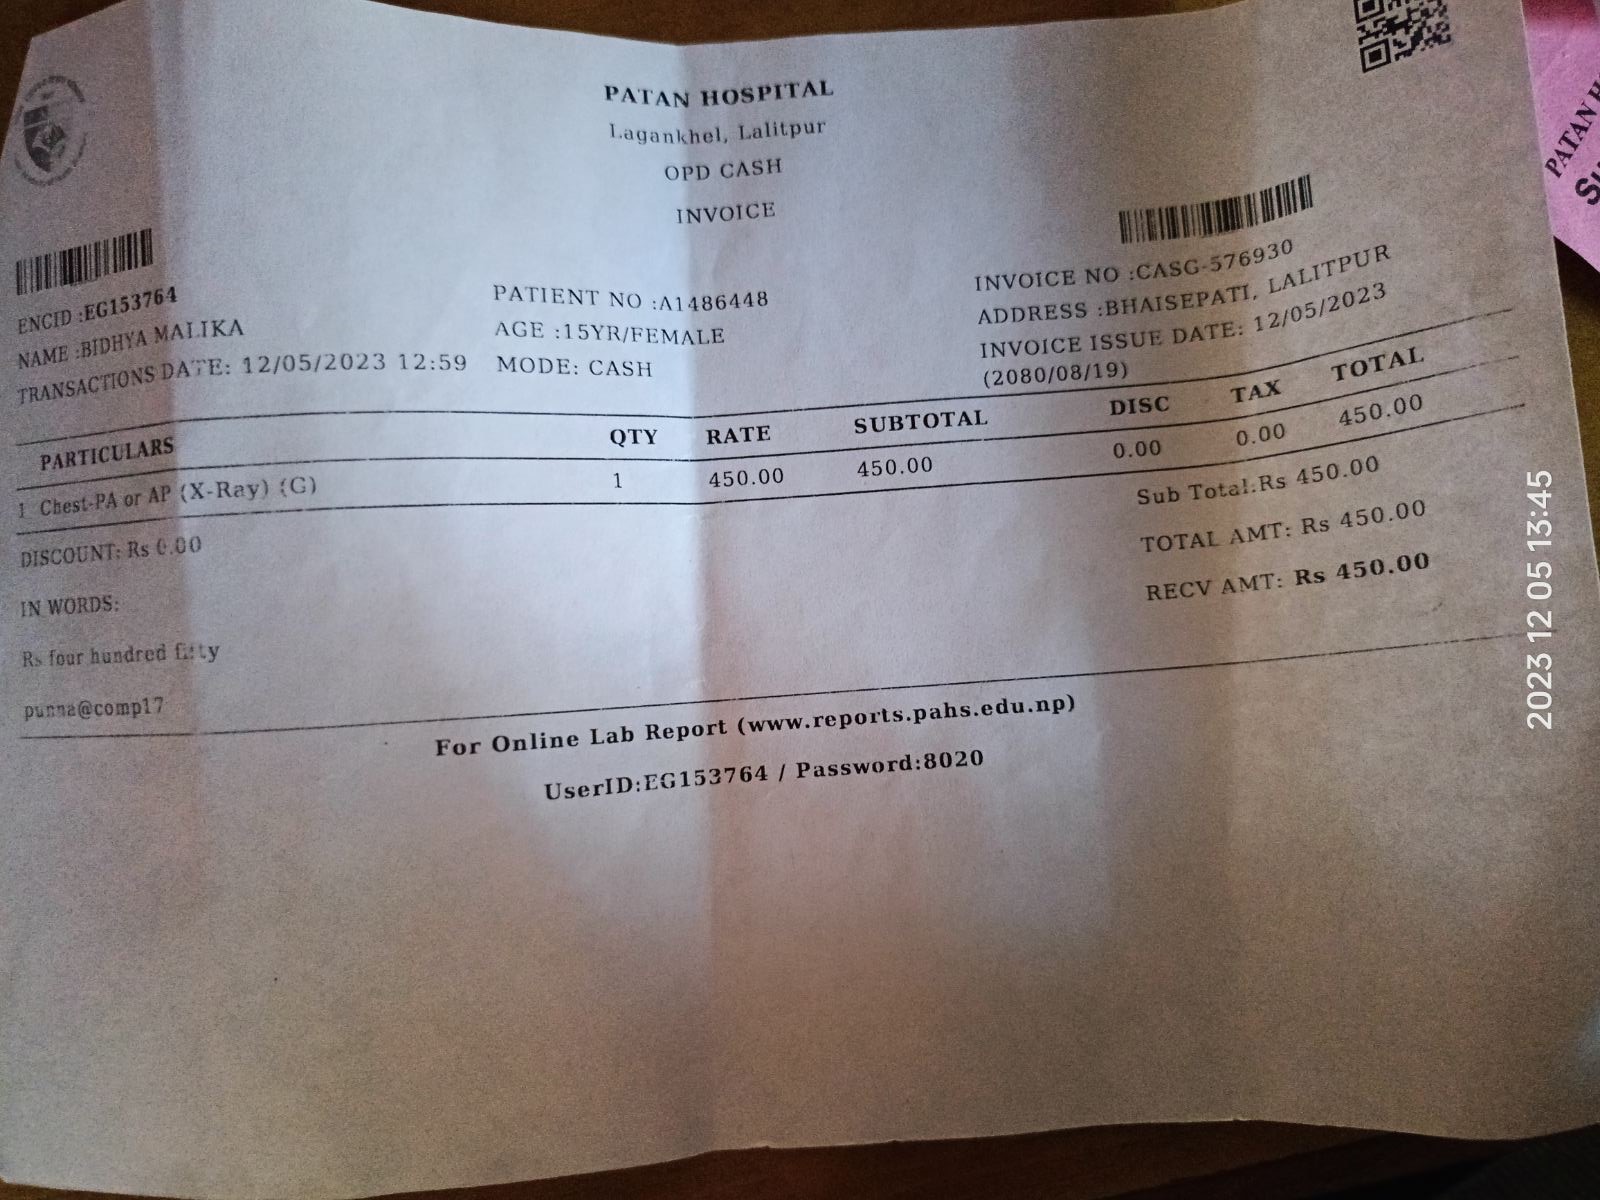 PATAN HOSPITAL
Lagankhel, Lalitpur
OPD CASH
INVOICE
ENCID :EG153764
NAME :BIDHYA MALIKA
TRANSACTIONS DATE: 12/05/2023 12:59
PATIENT NO :A1486448
AGE :15YR/FEMALE
MODE: CASH
INVOICE NO :CASG-576930
ADDRESS :BHAISEPATI, LALITPUR
INVOICE ISSUE DATE: 12/05/2023
(2080/08/19)
PARTICULARS QTY RATE SUBTOTAL DISC TAX TOTAL
1 Chest-PA or AP (X-Ray) (G) 1 450.00 450.00 0.00 0.00 450.00
Sub Total:Rs 450.00
DISCOUNT: Rs 0.00
TOTAL AMT: Rs 450.00
RECV AMT: Rs 450.00
IN WORDS:
Rs four hundred fifty
punna@comp17
For Online Lab Report (www.reports.pahs.edu.np)
UserID:EG153764 / Password:8020
PATAN
2023 12 05 13:45